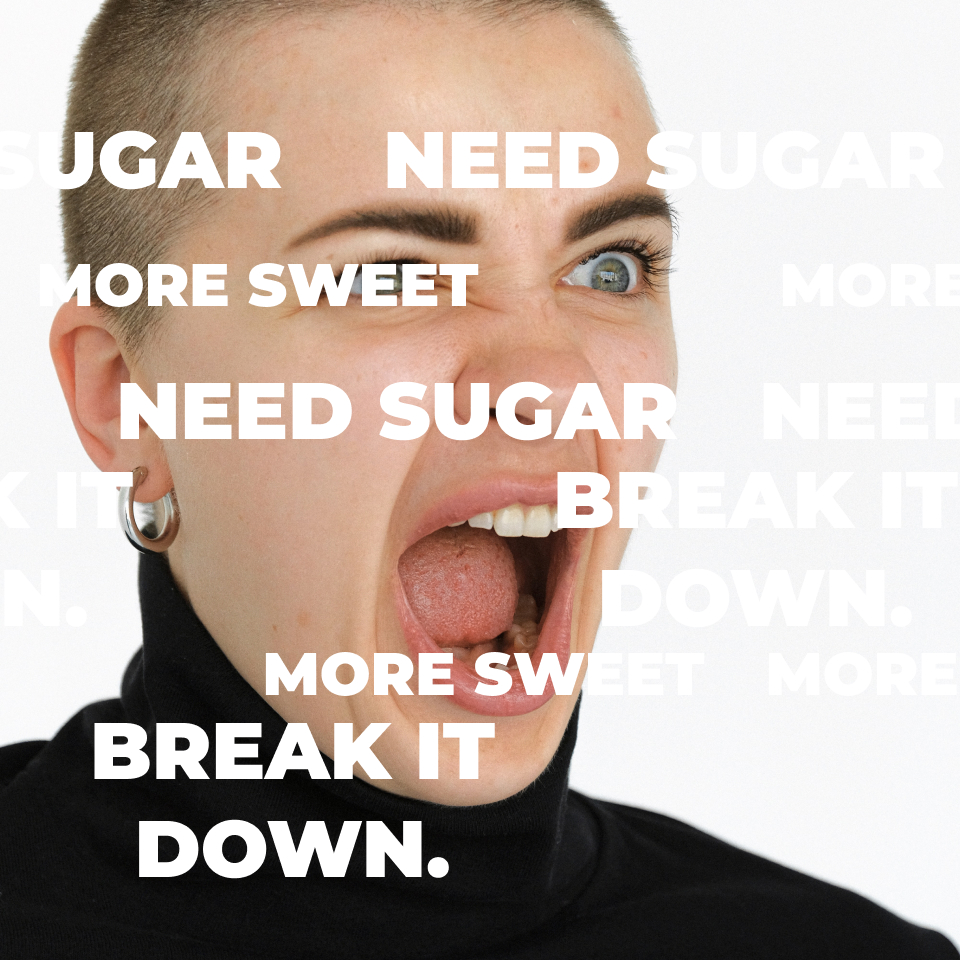 SUGAR NEED SUGAR
MORE SWEET MORE
NEED SUGAR NEED
K IT BREAK IT
N. DOWN.
MORE SWEET MORE
BREAK IT
DOWN.